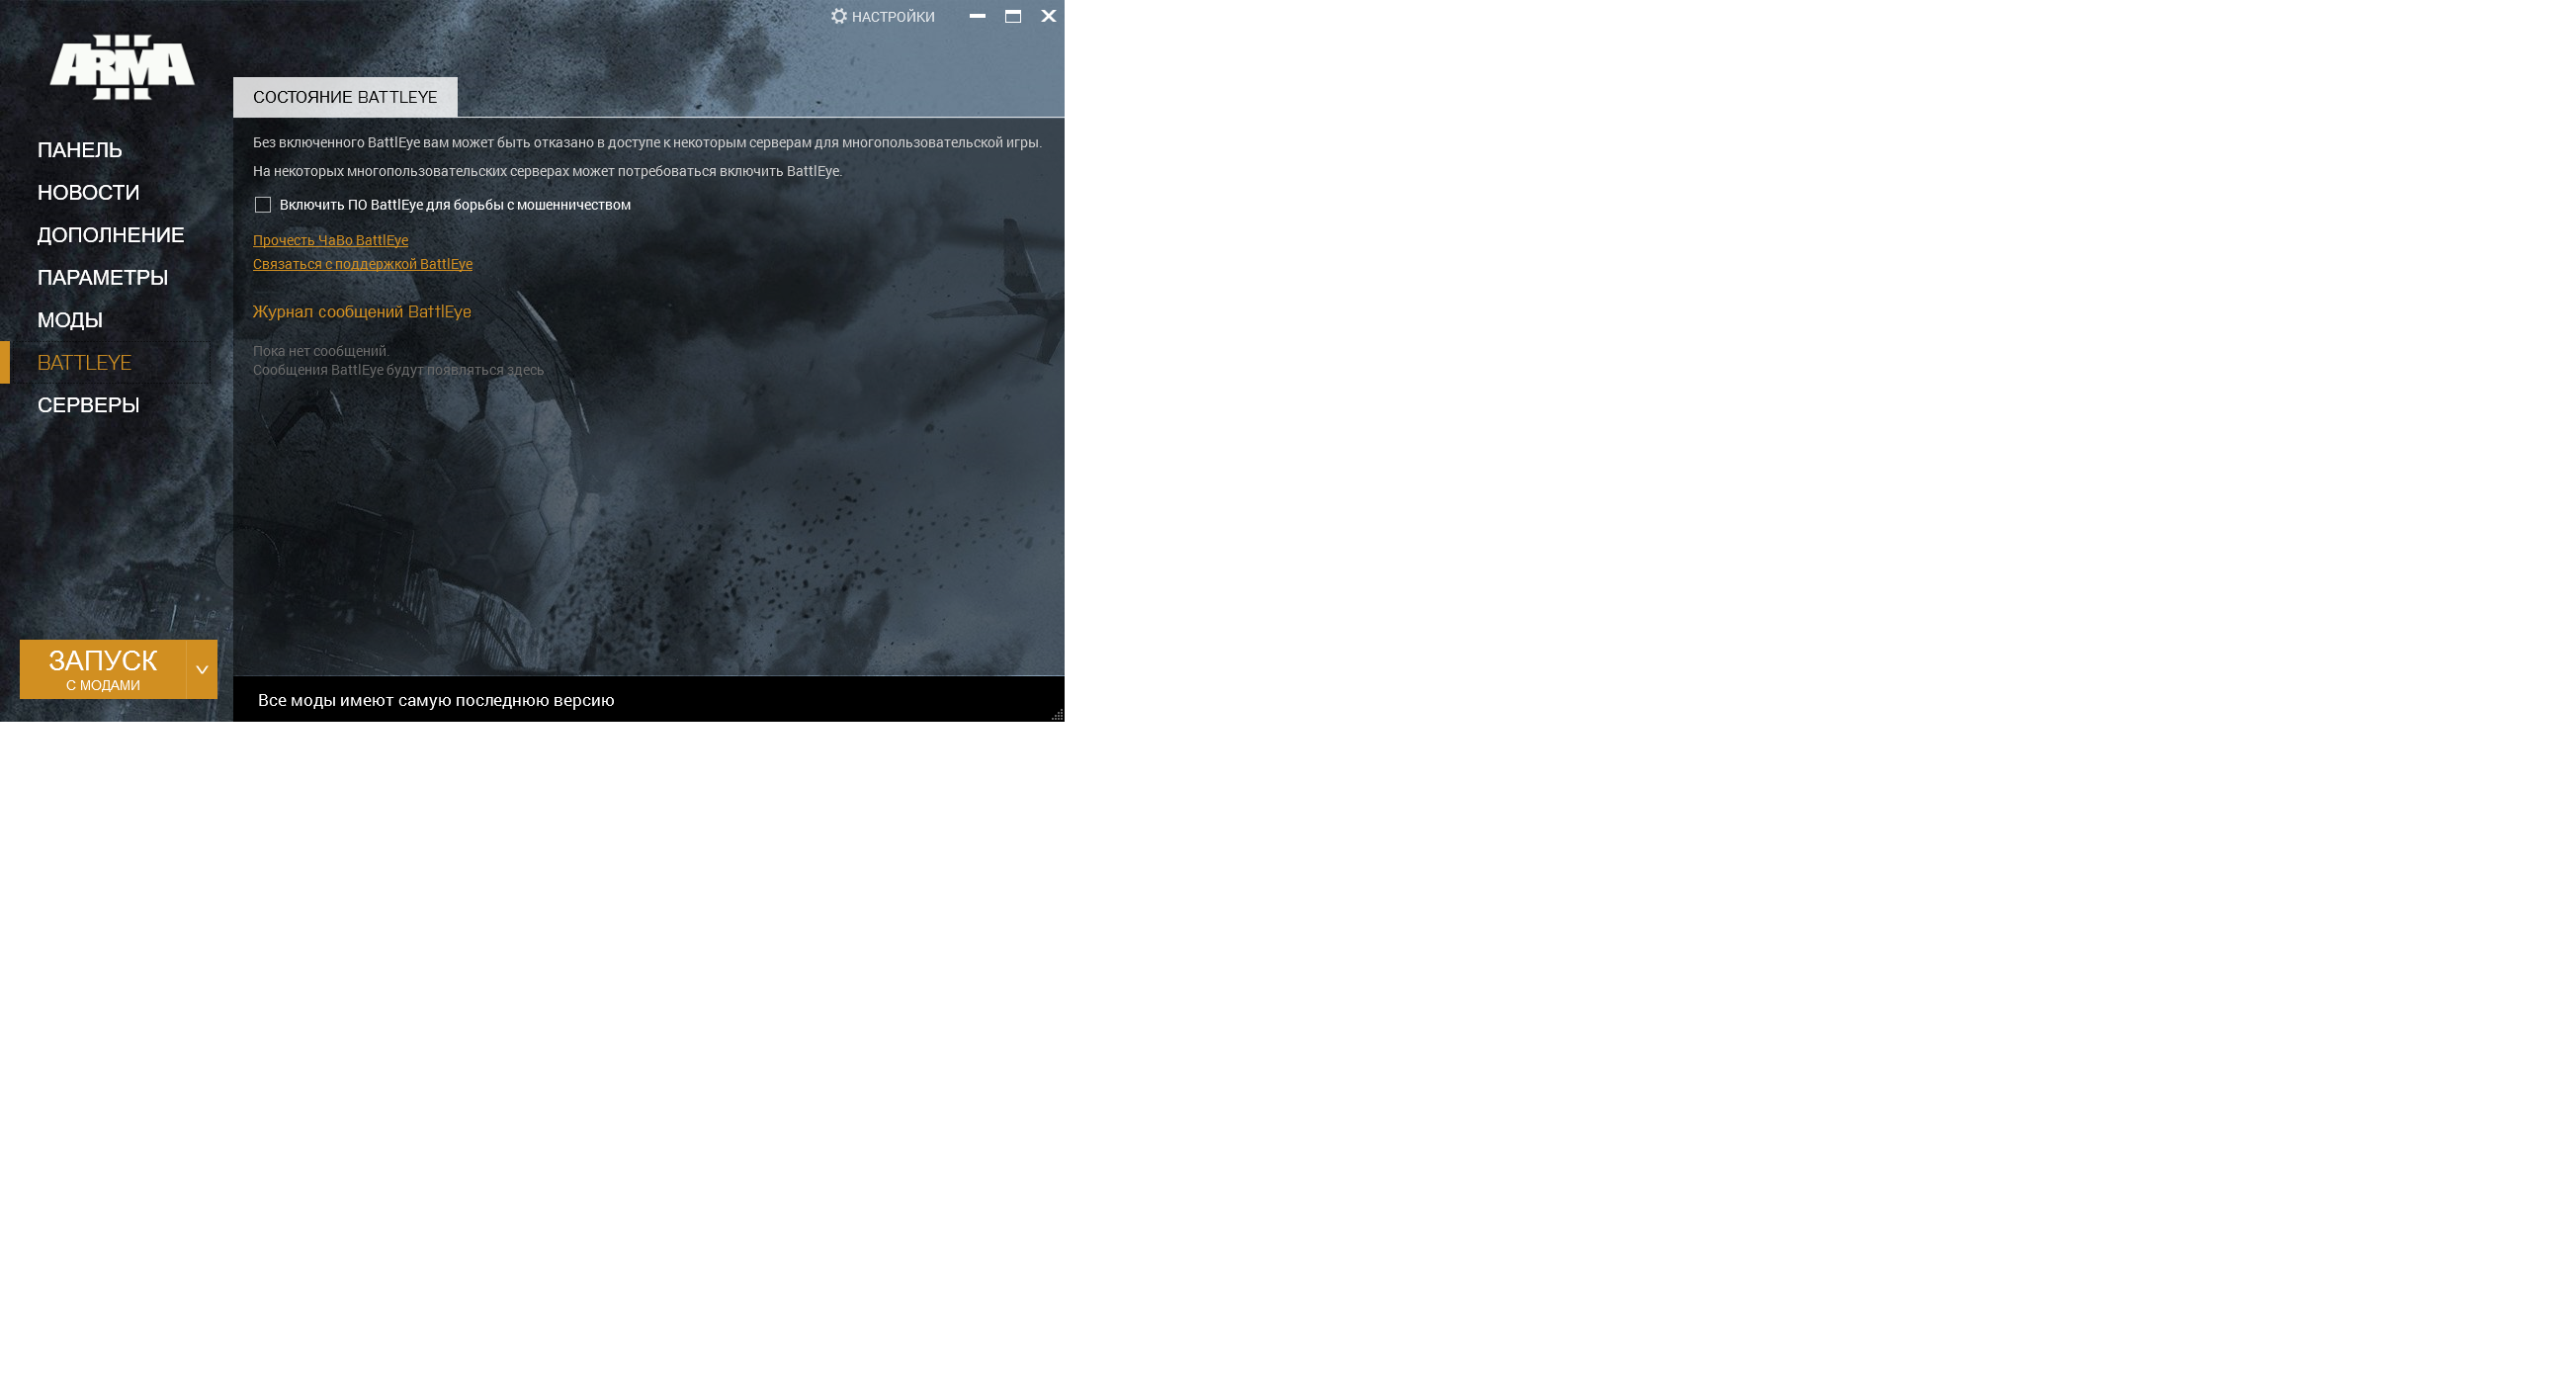 НАСТРОЙКИ
ARMA III
СОСТОЯНИЕ BATTLEYE
ПАНЕЛЬ
НОВОСТИ
ДОПОЛНЕНИЕ
ПАРАМЕТРЫ
МОДЫ
BATTLEYE
СЕРВЕРЫ
Без включенного BattlEye вам может быть отказано в доступе к некоторым серверам для многопользовательской игры.
На некоторых многопользовательских серверах может потребоваться включить BattlEye.
Включить ПО BattlEye для борьбы с мошенничеством
Прочесть ЧаВо BattlEye
Связаться с поддержкой BattlEye
Журнал сообщений BattlEye
Пока нет сообщений.
Сообщения BattlEye будут появляться здесь
ЗАПУСК
С МОДАМИ
Все моды имеют самую последнюю версию